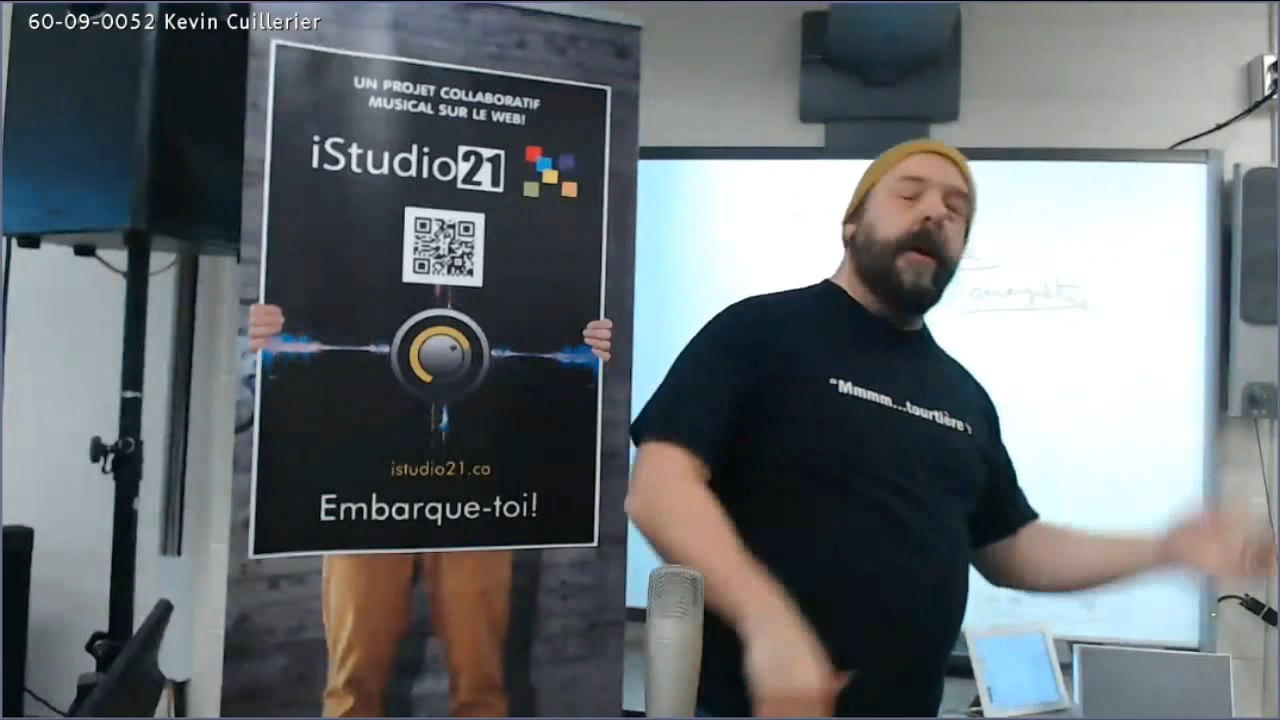 60-09-0052 Kevin Cuillerier
UN PROJET COLLABORATIF
MUSICAL SUR LE WEB!
iStudio21
istudio21.ca
Embarque-toi!
“Mmmm...tourtière”